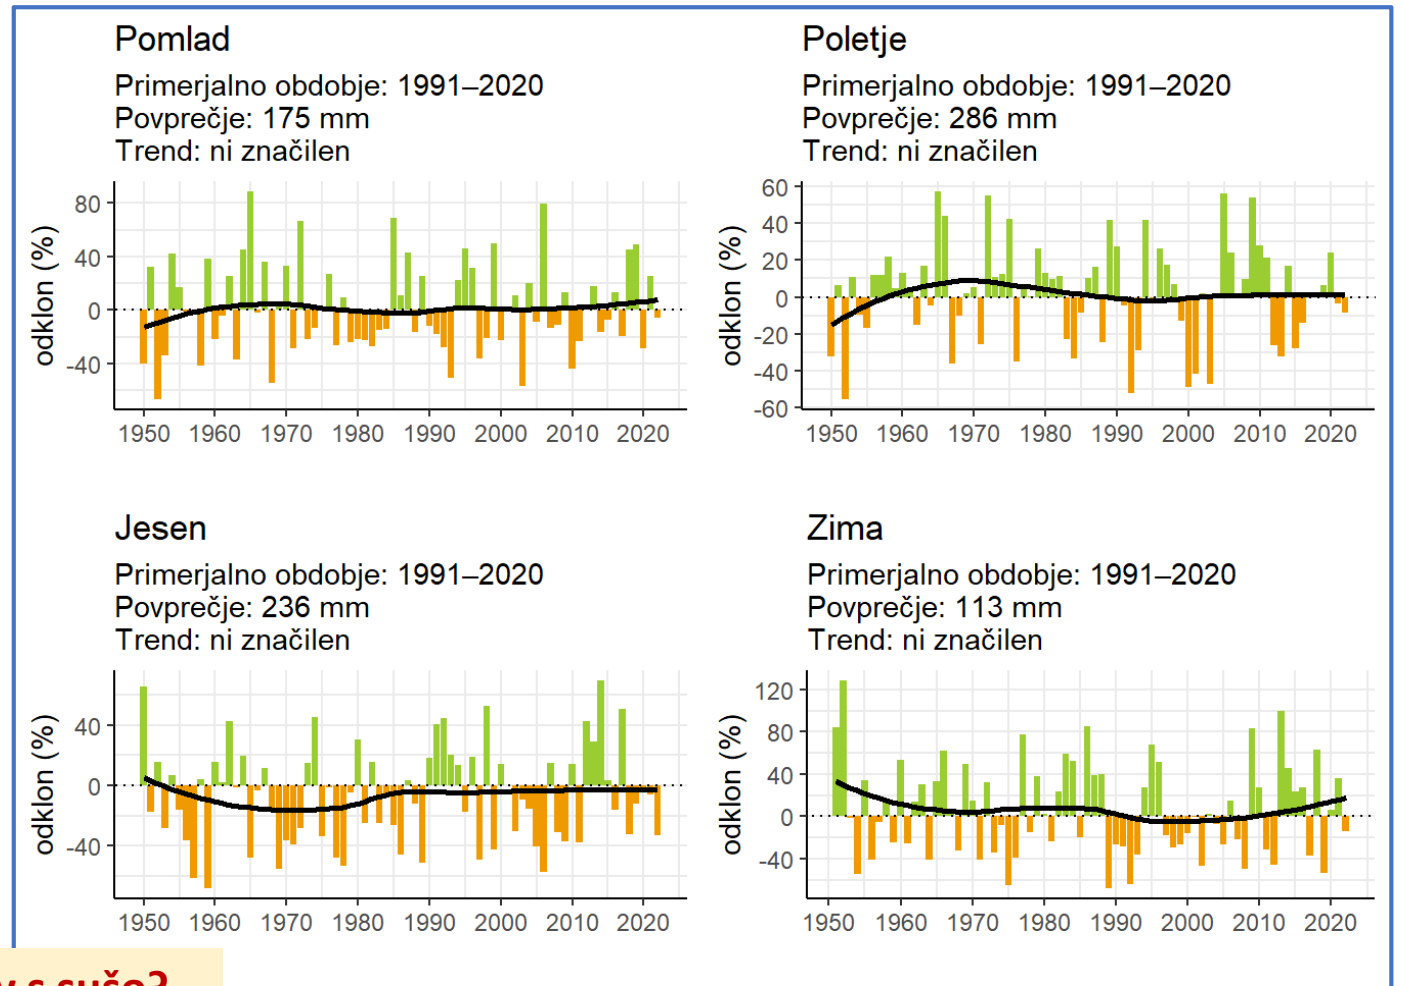 Pomlad
Primerjalno obdobje: 1991–2020
Povprečje: 175 mm
Trend: ni značilen
odklon (%)
80
40
0
-40
1950 1960 1970 1980 1990 2000 2010 2020
Poletje
Primerjalno obdobje: 1991–2020
Povprečje: 286 mm
Trend: ni značilen
odklon (%)
60
40
20
0
-20
-40
-60
1950 1960 1970 1980 1990 2000 2010 2020
Jesen
Primerjalno obdobje: 1991–2020
Povprečje: 236 mm
Trend: ni značilen
odklon (%)
40
0
-40
1950 1960 1970 1980 1990 2000 2010 2020
Zima
Primerjalno obdobje: 1991–2020
Povprečje: 113 mm
Trend: ni značilen
odklon (%)
120
80
40
0
-40
1950 1960 1970 1980 1990 2000 2010 2020
s sušo?